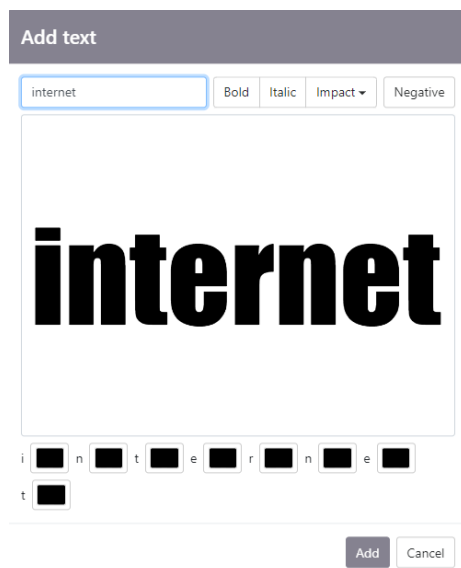 Add text
internet Bold Italic Impact Negative
internet
i n t e r n e
t
Add Cancel